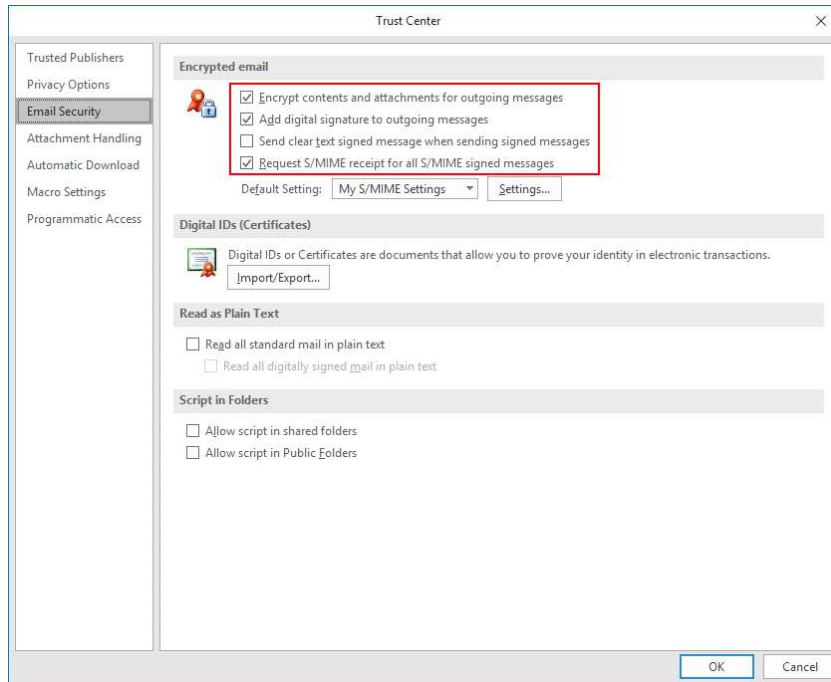 Trust Center
Trusted Publishers
Privacy Options
Email Security
Attachment Handling
Automatic Download
Macro Settings
Programmatic Access
Encrypted email
Encrypt contents and attachments for outgoing messages
Add digital signature to outgoing messages
Send clear text signed message when sending signed messages
Request S/MIME receipt for all S/MIME signed messages
Default Setting: My S/MIME Settings Settings...
Digital IDs (Certificates)
Digital IDs or Certificates are documents that allow you to prove your identity in electronic transactions.
Import/Export...
Read as Plain Text
Read all standard mail in plain text
Read all digitally signed mail in plain text
Script in Folders
Allow script in shared folders
Allow script in Public Folders
OK Cancel